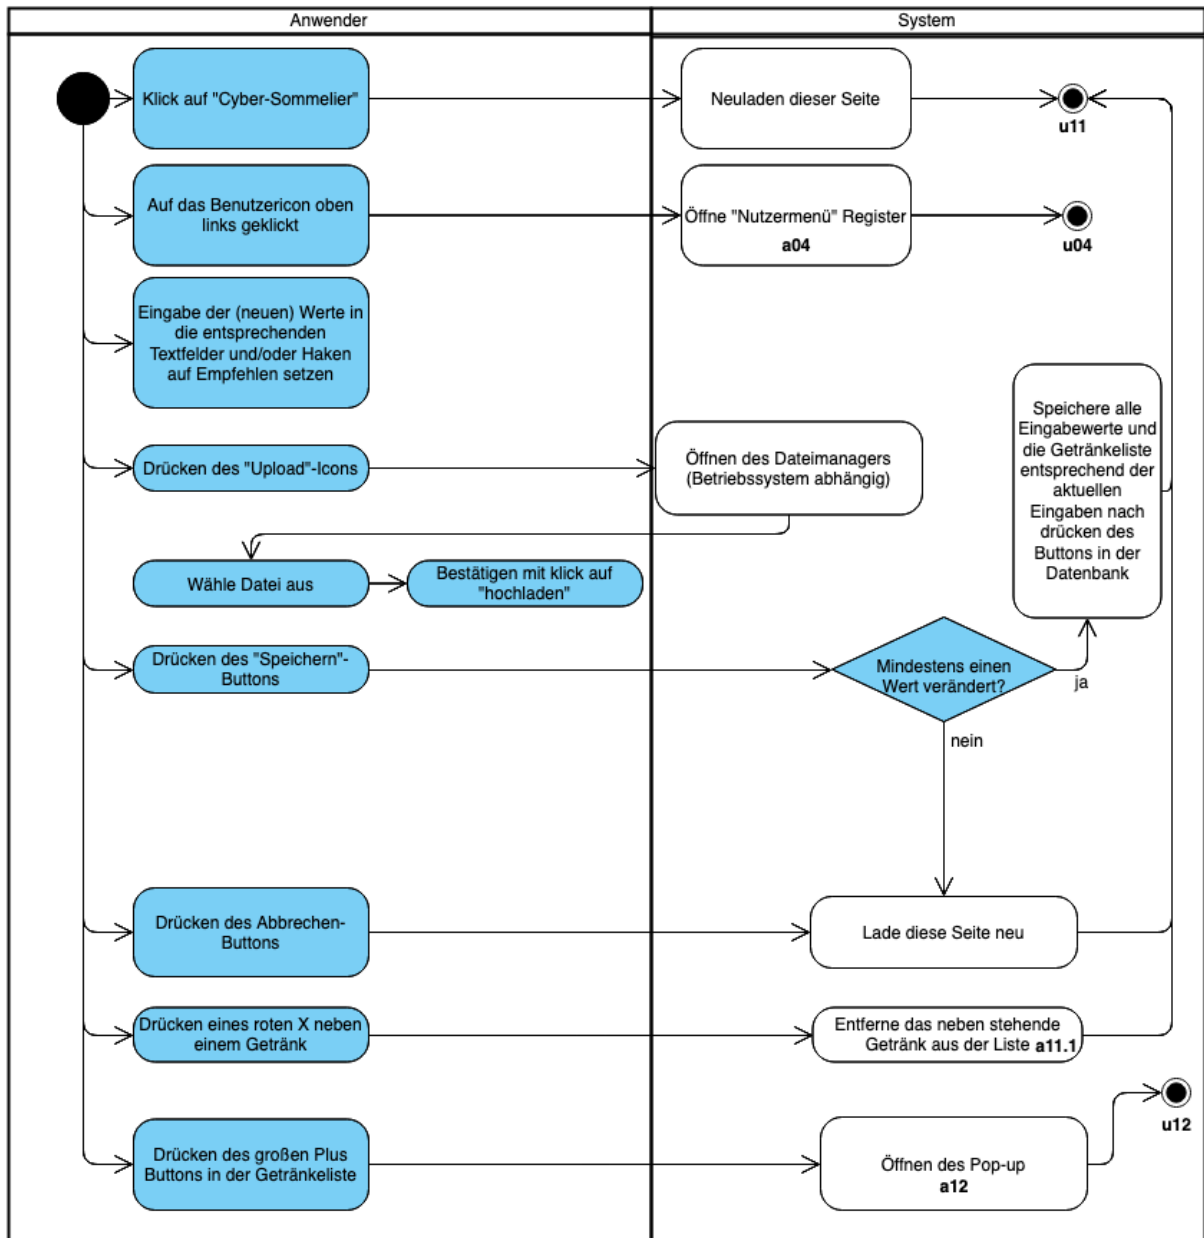 Anwender
System
Klick auf "Cyber-Sommelier"
Neuladen dieser Seite
u11
Auf das Benutzericon oben
links geklickt
Öffne "Nutzermenü" Register
a04
u04
Eingabe der (neuen) Werte in
die entsprechenden
Textfelder und/oder Haken
auf Empfehlen setzen
Speichere alle
Eingabewerte und
die Getränkeliste
entsprechend der
aktuellen
Eingaben nach
drücken des
Buttons in der
Datenbank
Drücken des "Upload"-Icons
Öffnen des Dateimanagers
(Betriebssystem abhängig)
Wähle Datei aus
Bestätigen mit klick auf
"hochladen"
Drücken des "Speichern"-
Buttons
Mindestens einen
Wert verändert?
ja
nein
Drücken des Abbrechen-
Buttons
Lade diese Seite neu
Drücken eines roten X neben
einem Getränk
Entferne das neben stehende
Getränk aus der Liste a11.1
u12
Drücken des großen Plus
Buttons in der Getränkeliste
Öffnen des Pop-up
a12